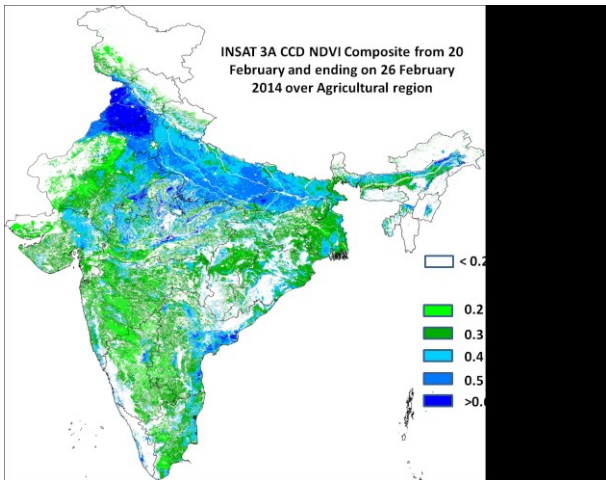 INSAT 3A CCD NDVI Composite from 20
February and ending on 26 February
2014 over Agricultural region
< 0.2
0.2
0.3
0.4
0.5